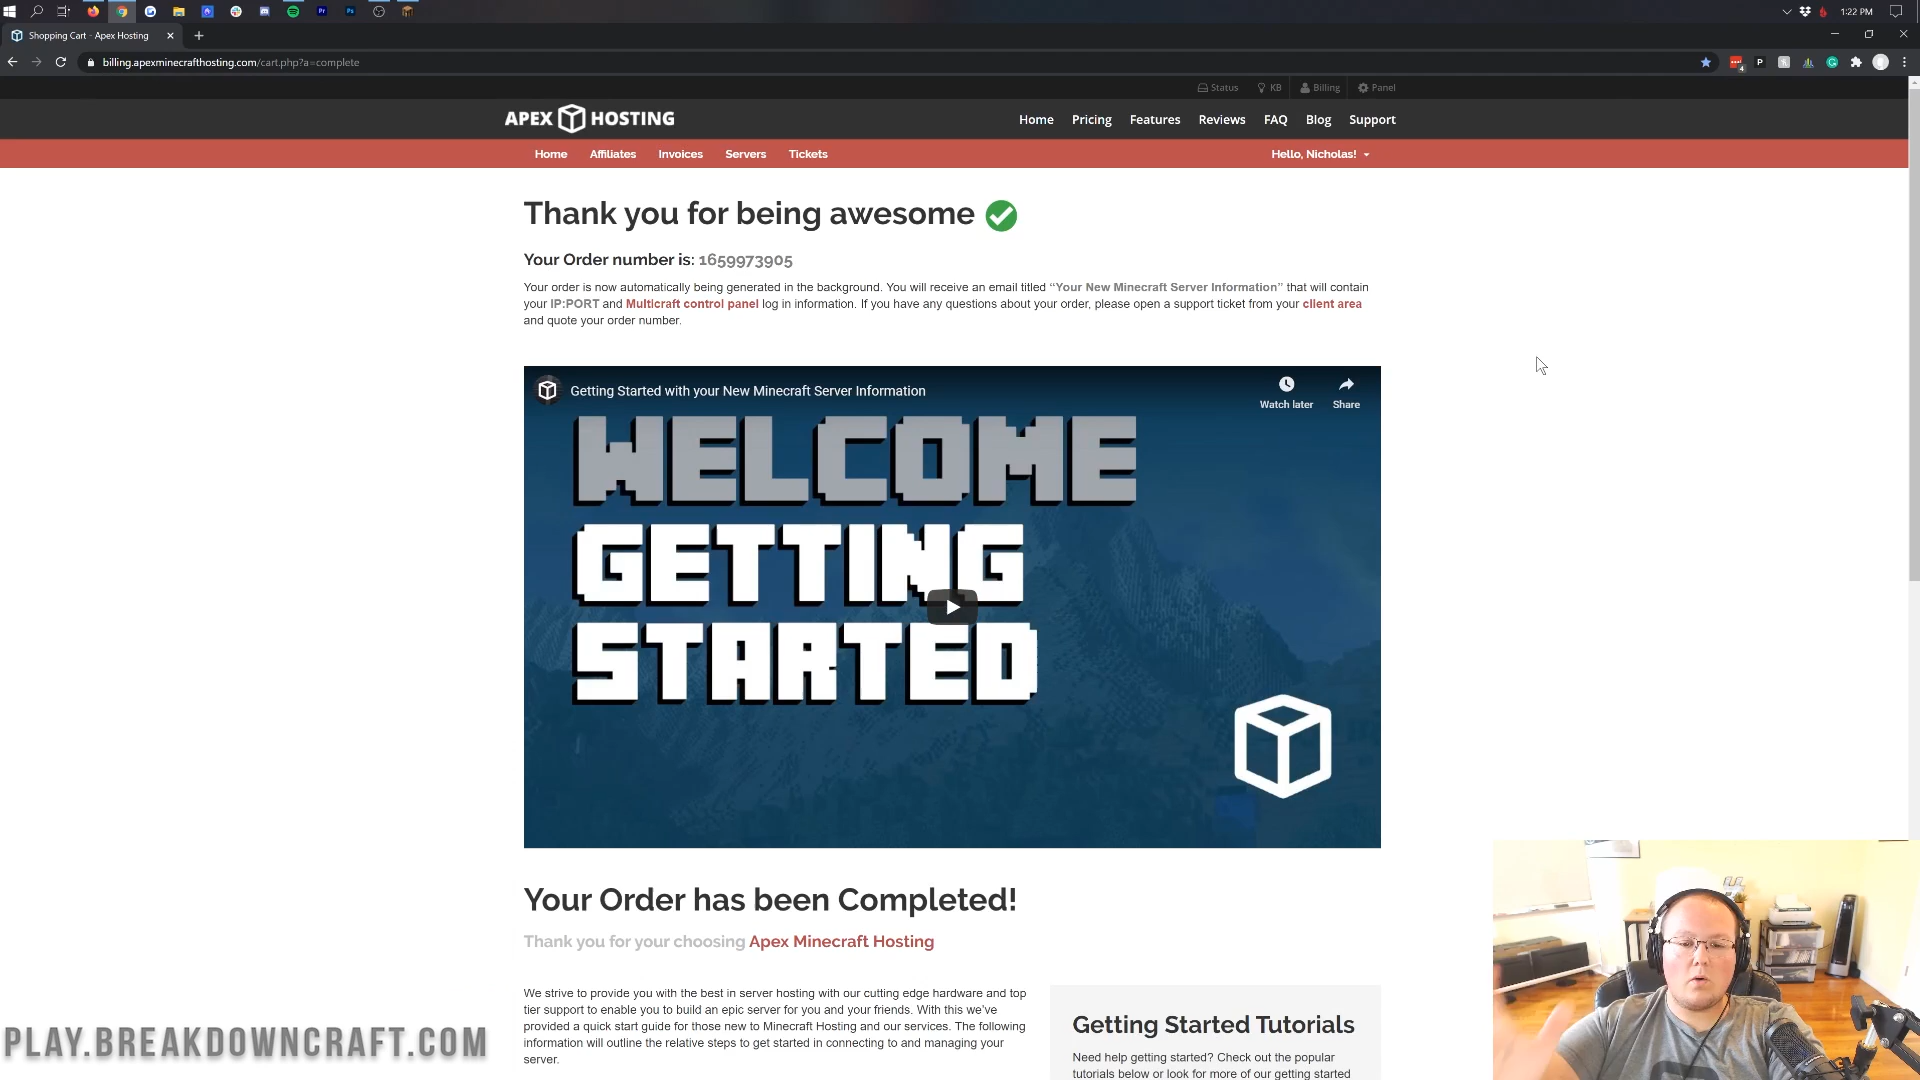 1:22 PM
Shopping Cart - Apex Hosting
billing.apexminecrafthosting.com/cart.php?a=complete
Status KB Billing Panel
APEX HOSTING
Home Pricing Features Reviews FAQ Blog Support
Home Affiliates Invoices Servers Tickets
Hello, Nicholas!
Thank you for being awesome
Your Order number is: 1659973905
Your order is now automatically being generated in the background. You will receive an email titled “Your New Minecraft Server Information” that will contain
your IP:PORT and Multicraft control panel log in information. If you have any questions about your order, please open a support ticket from your client area
and quote your order number.
Getting Started with your New Minecraft Server Information
Watch later Share
WELCOME
GETTING
STARTED
Your Order has been Completed!
Thank you for your choosing Apex Minecraft Hosting
We strive to provide you with the best in server hosting with our cutting edge hardware and top
tier support to enable you to build an epic server for you and your friends. With this we've
provided a quick start guide for those new to Minecraft Hosting and our services. The following
information will outline the relative steps to get started in connecting to and managing your
server.
Getting Started Tutorials
Need help getting started? Check out the popular
tutorials below or look for more of our getting started
PLAY.BREAKDOWNCRAFT.COM